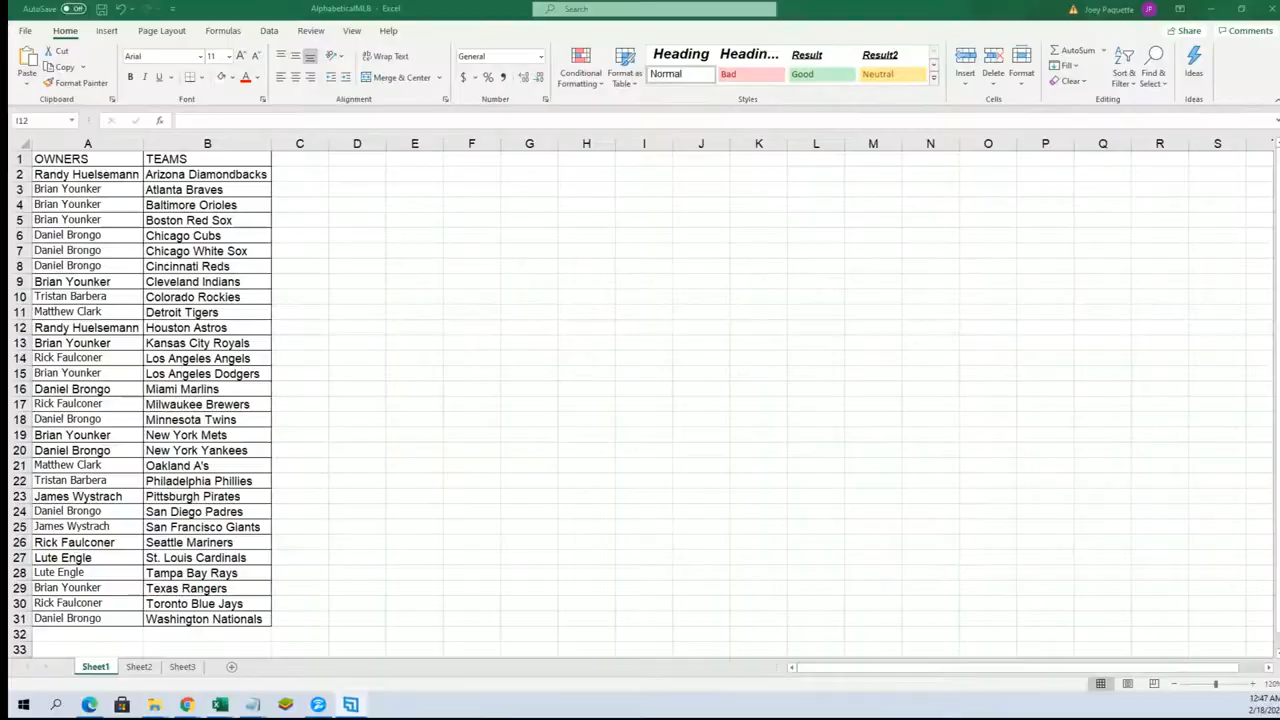 AutoSave Off AlphabeticalMLB - Excel Search Joey Paquette JP
File Home Insert Page Layout Formulas Data Review View Help Share Comments
Cut Arial 11 A A Wrap Text General Heading Headin... Result Result2 AutoSum
Paste Copy Fill
Format Painter B I U A Merge & Center $ % Conditional Formatting Format as Table Normal Bad Good Neutral Insert Delete Format Clear Sort & Filter Find & Select Ideas
Clipboard Font Alignment Number Styles Cells Editing Ideas
I12 fx
A B C D E F G H I J K L M N O P Q R S
1 OWNERS TEAMS
2 Randy Huelsemann Arizona Diamondbacks
3 Brian Younker Atlanta Braves
4 Brian Younker Baltimore Orioles
5 Brian Younker Boston Red Sox
6 Daniel Brongo Chicago Cubs
7 Daniel Brongo Chicago White Sox
8 Daniel Brongo Cincinnati Reds
9 Brian Younker Cleveland Indians
10 Tristan Barbera Colorado Rockies
11 Matthew Clark Detroit Tigers
12 Randy Huelsemann Houston Astros
13 Brian Younker Kansas City Royals
14 Rick Faulconer Los Angeles Angels
15 Brian Younker Los Angeles Dodgers
16 Daniel Brongo Miami Marlins
17 Rick Faulconer Milwaukee Brewers
18 Daniel Brongo Minnesota Twins
19 Brian Younker New York Mets
20 Daniel Brongo New York Yankees
21 Matthew Clark Oakland A's
22 Tristan Barbera Philadelphia Phillies
23 James Wystrach Pittsburgh Pirates
24 Daniel Brongo San Diego Padres
25 James Wystrach San Francisco Giants
26 Rick Faulconer Seattle Mariners
27 Lute Engle St. Louis Cardinals
28 Lute Engle Tampa Bay Rays
29 Brian Younker Texas Rangers
30 Rick Faulconer Toronto Blue Jays
31 Daniel Brongo Washington Nationals
32
33
Sheet1 Sheet2 Sheet3
120%
12:47 AM
2/18/202